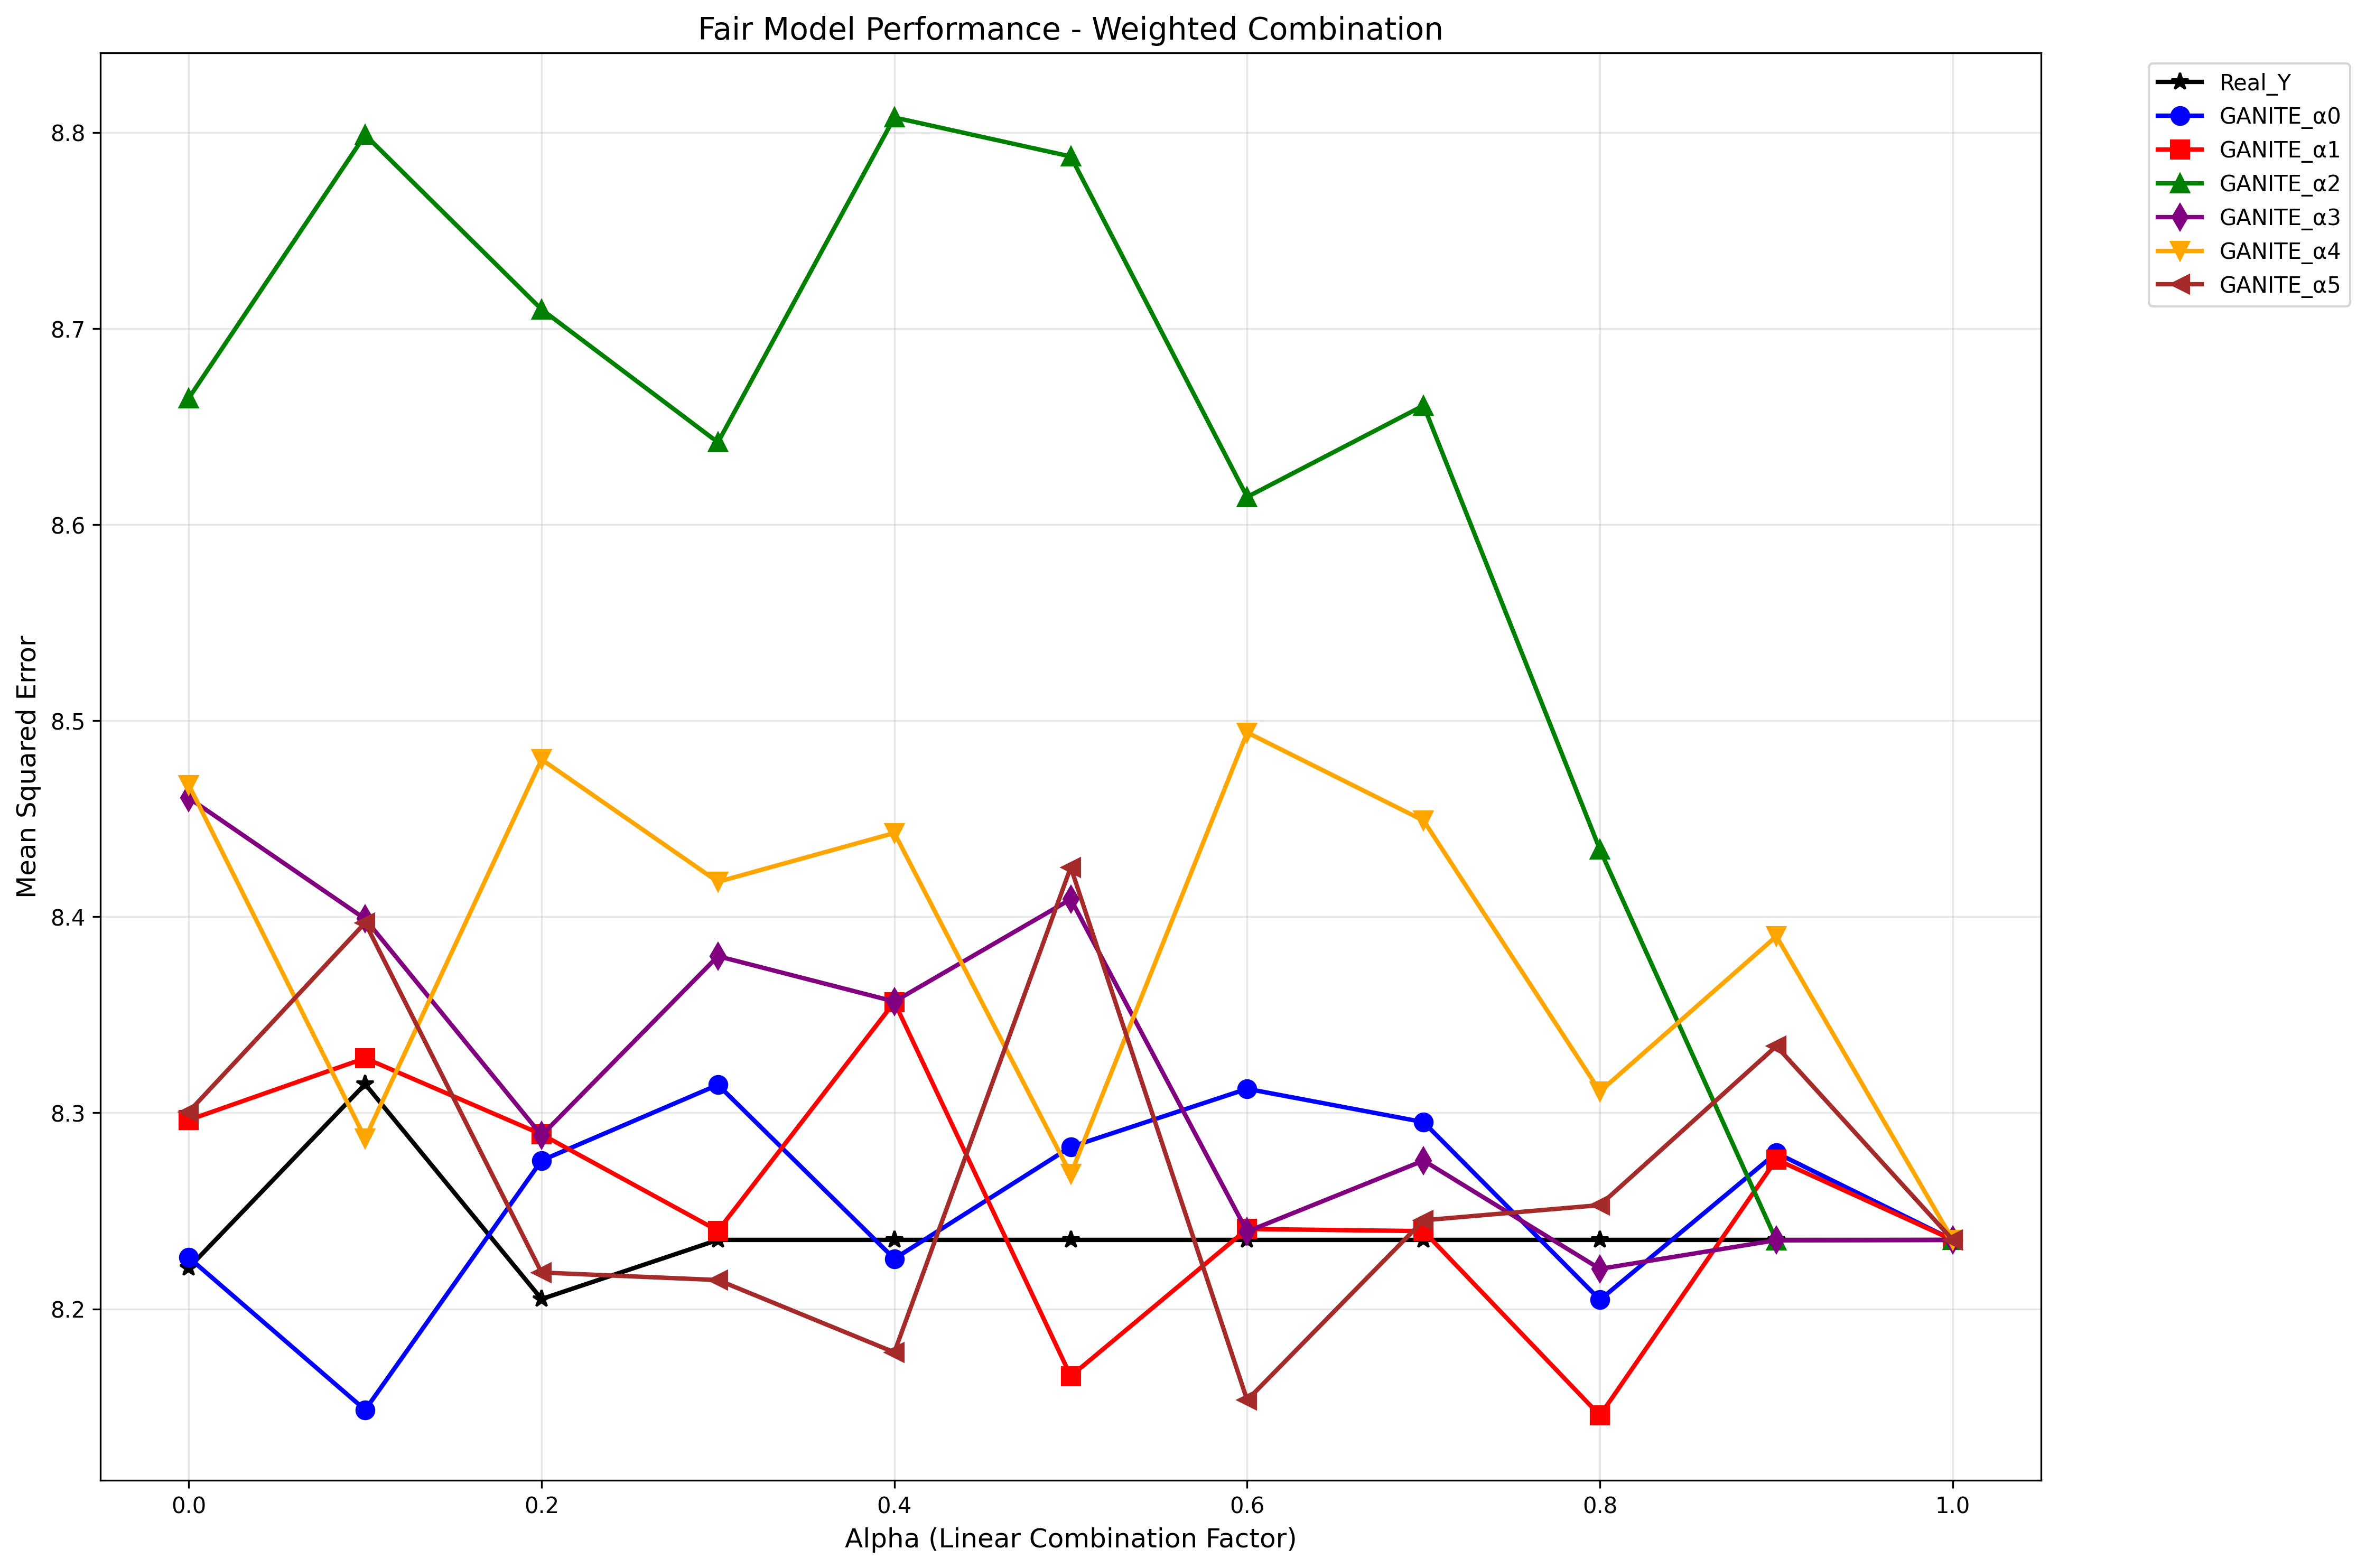 Fair Model Performance - Weighted Combination
Mean Squared Error
8.8
8.7
8.6
8.5
8.4
8.3
8.2
0.0
0.2
0.4
0.6
0.8
1.0
Alpha (Linear Combination Factor)
Real_Y
GANITE_α0
GANITE_α1
GANITE_α2
GANITE_α3
GANITE_α4
GANITE_α5